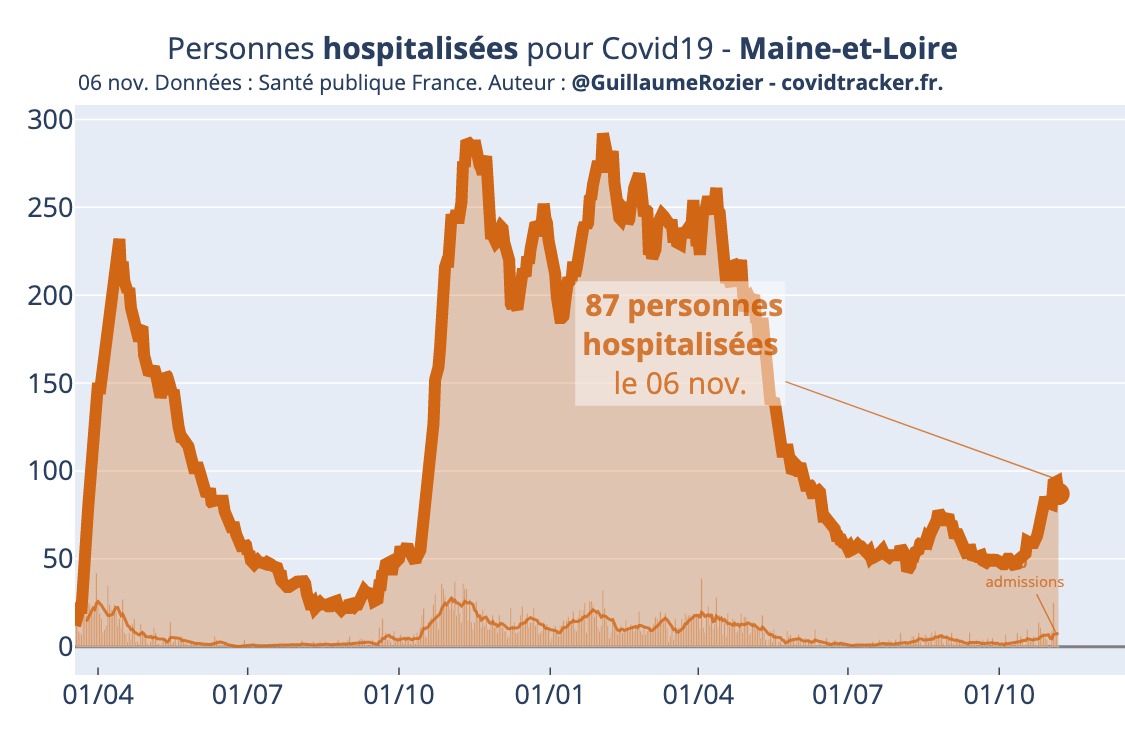 Personnes hospitalisées pour Covid19 - Maine-et-Loire
06 nov. Données : Santé publique France. Auteur : @GuillaumeRozier - covidtracker.fr.
300
250
200
150
100
50
0
87 personnes
hospitalisées
le 06 nov.
admissions
01/04 01/07 01/10 01/01 01/04 01/07 01/10